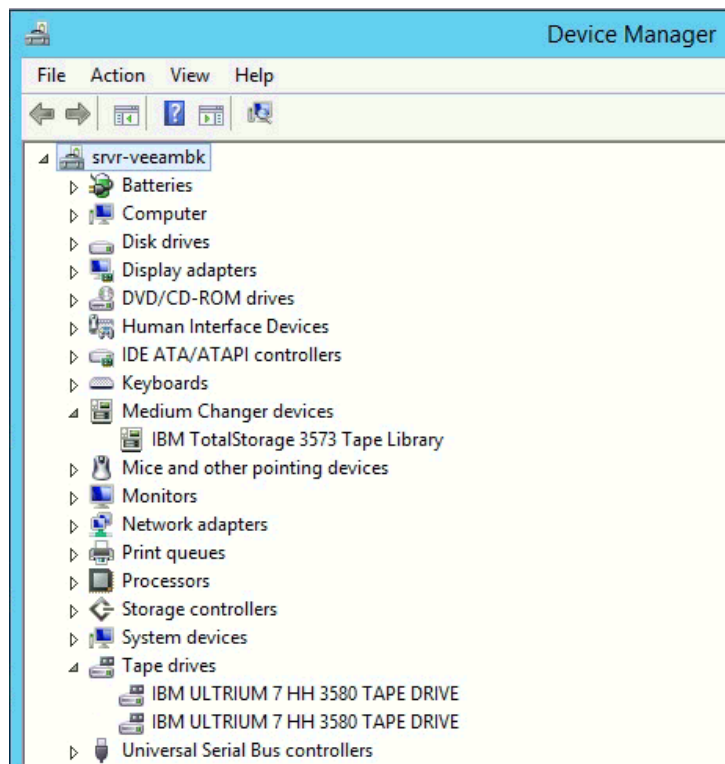 Device Manager
File Action View Help
srvr-veeambk
Batteries
Computer
Disk drives
Display adapters
DVD/CD-ROM drives
Human Interface Devices
IDE ATA/ATAPI controllers
Keyboards
Medium Changer devices
IBM TotalStorage 3573 Tape Library
Mice and other pointing devices
Monitors
Network adapters
Print queues
Processors
Storage controllers
System devices
Tape drives
IBM ULTRIUM 7 HH 3580 TAPE DRIVE
IBM ULTRIUM 7 HH 3580 TAPE DRIVE
Universal Serial Bus controllers